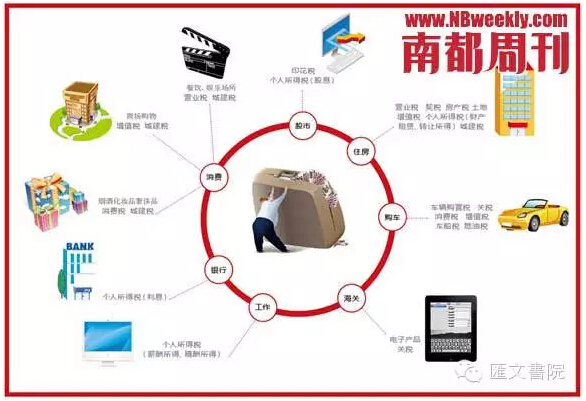 www.NBweekly.com
南都周刊
印花税
个人所得税(股息)
股市
营业税 契税 房产税 土地
增值税 个人所得税(财产
租赁、转让所得) 城建税
住房
车辆购置税 关税
消费税 增值税
车船税 燃油税
购车
电子产品
关税
海关
个人所得税
(薪酬所得、稿酬所得)
工作
BANK
个人所得税(利息)
银行
烟酒化妆品奢侈品
消费税 城建税
商场购物
增值税 城建税
餐饮、娱乐场所
营业税 城建税
消费
匯文書院